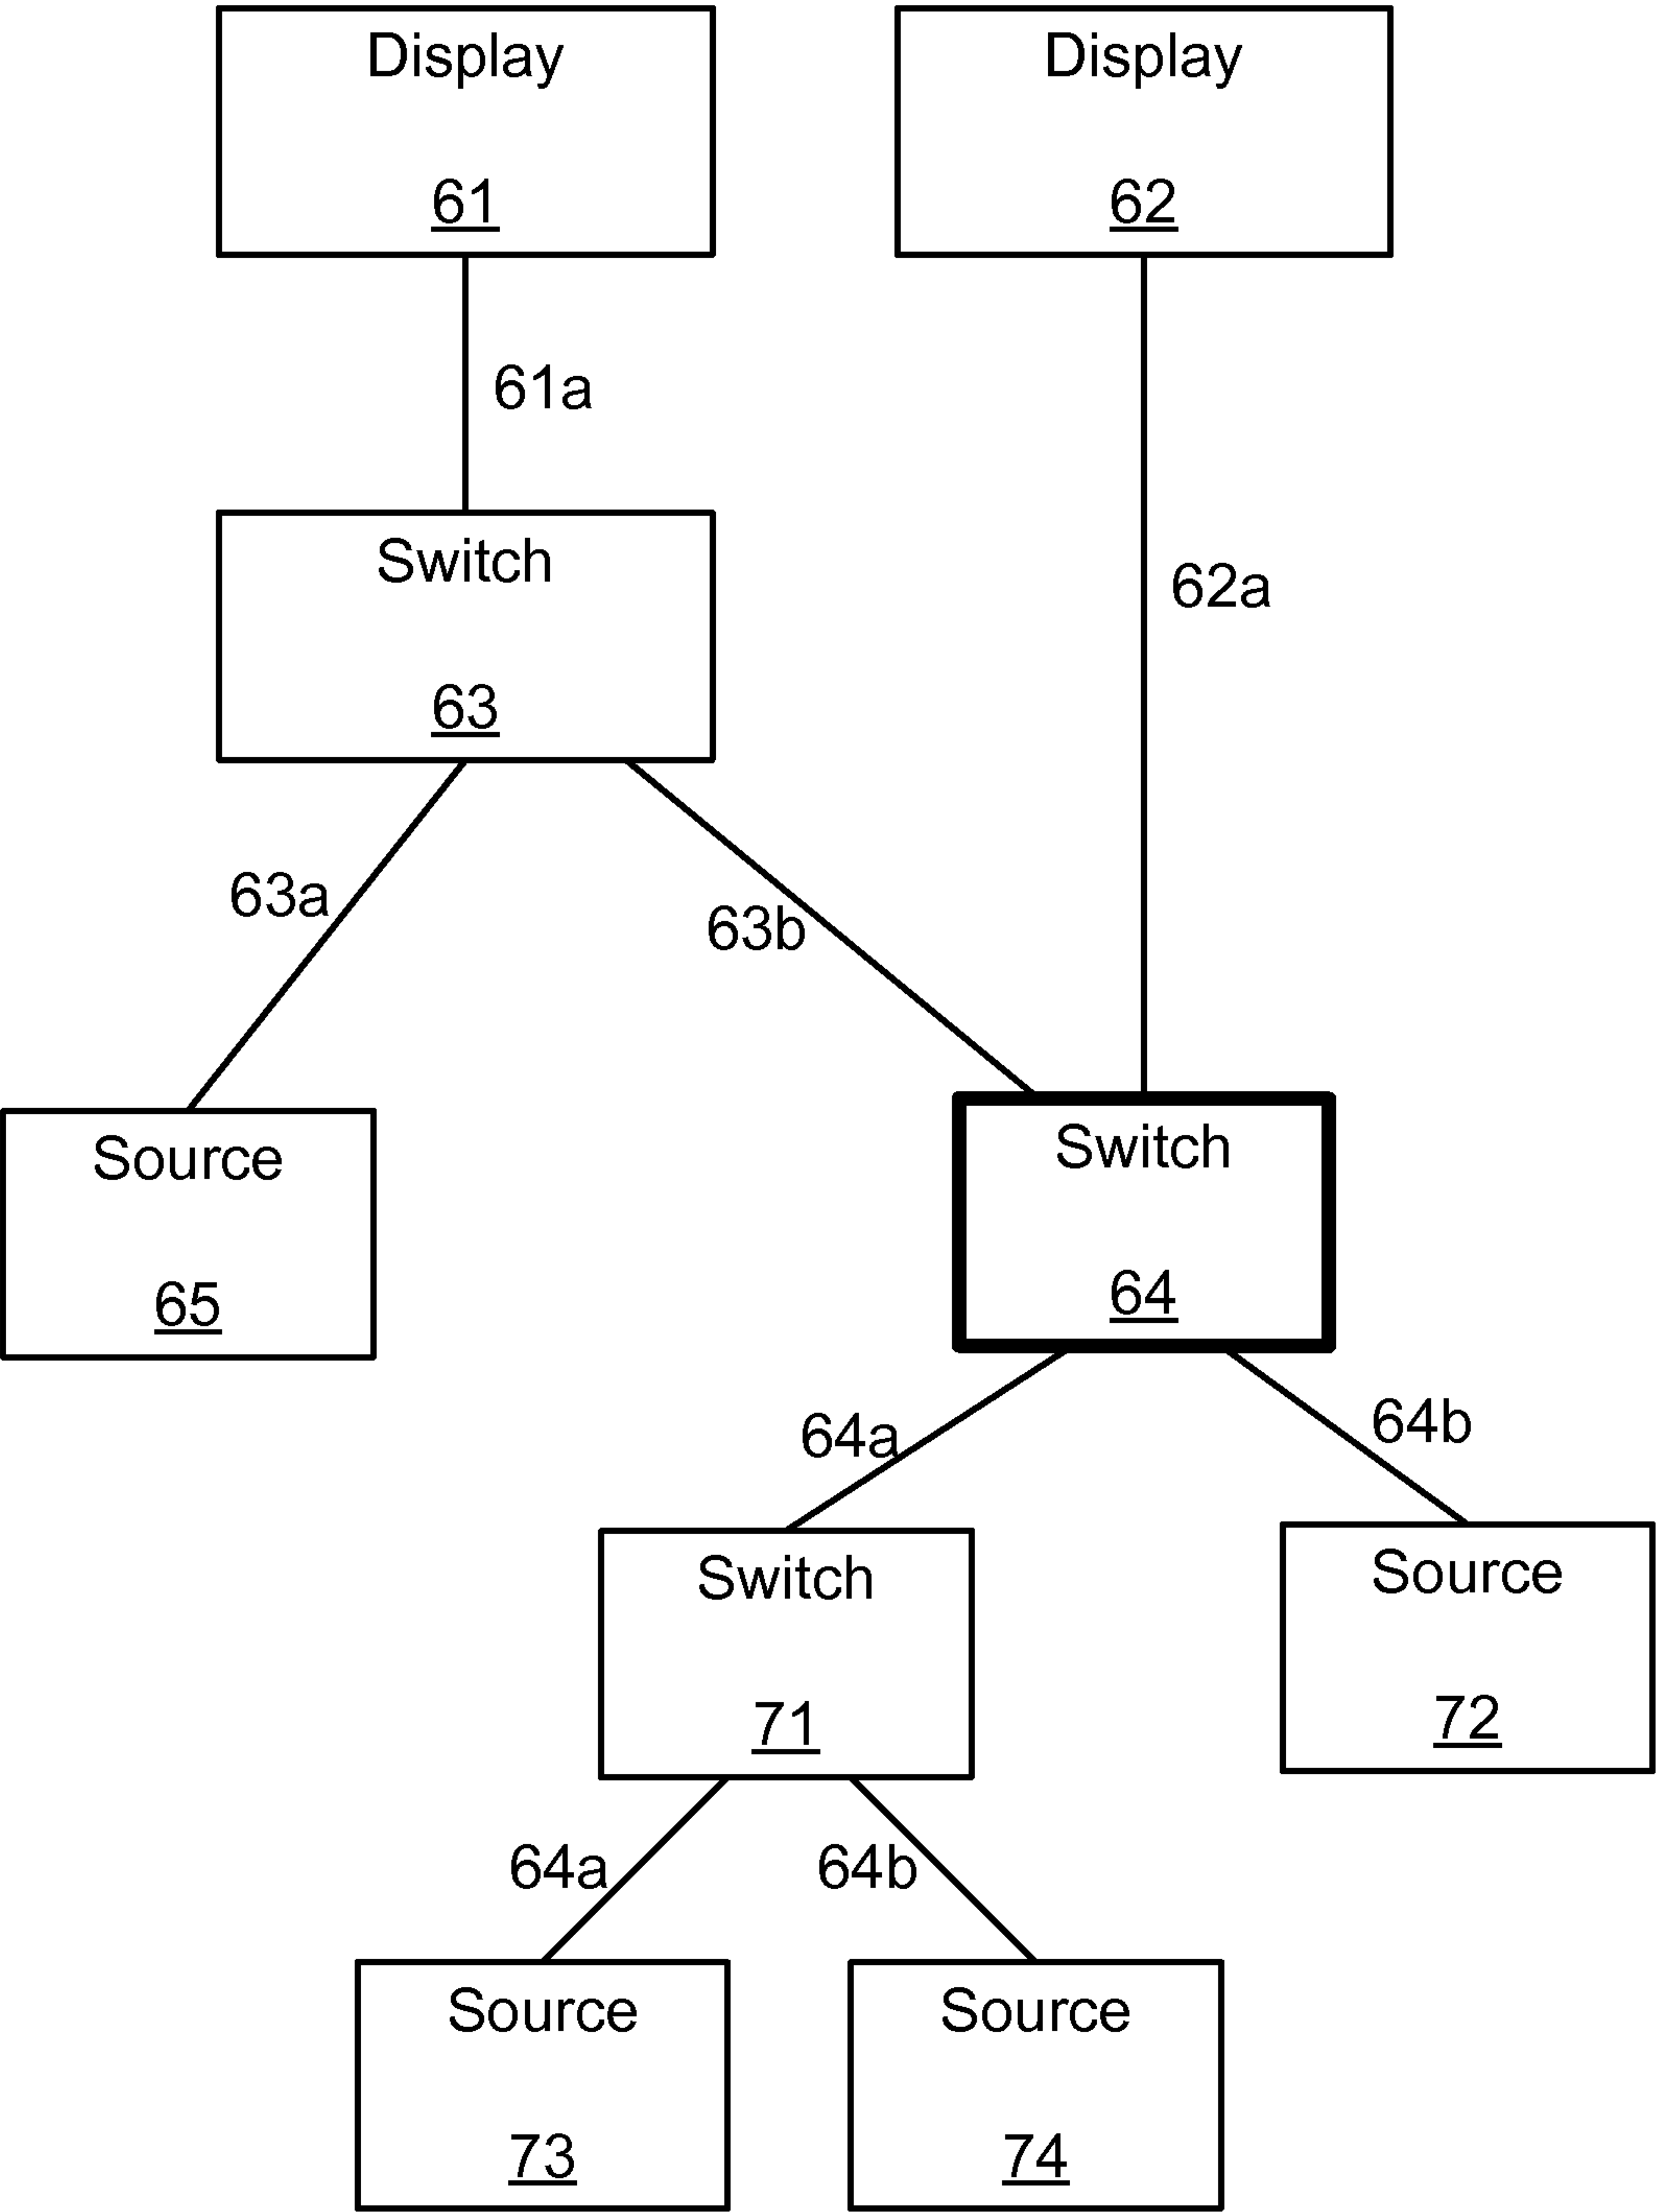 Display
61
Display
62
61a
62a
Switch
63
63a
63b
Source
65
Switch
64
64a
64b
Switch
71
Source
72
64a
64b
Source
73
Source
74